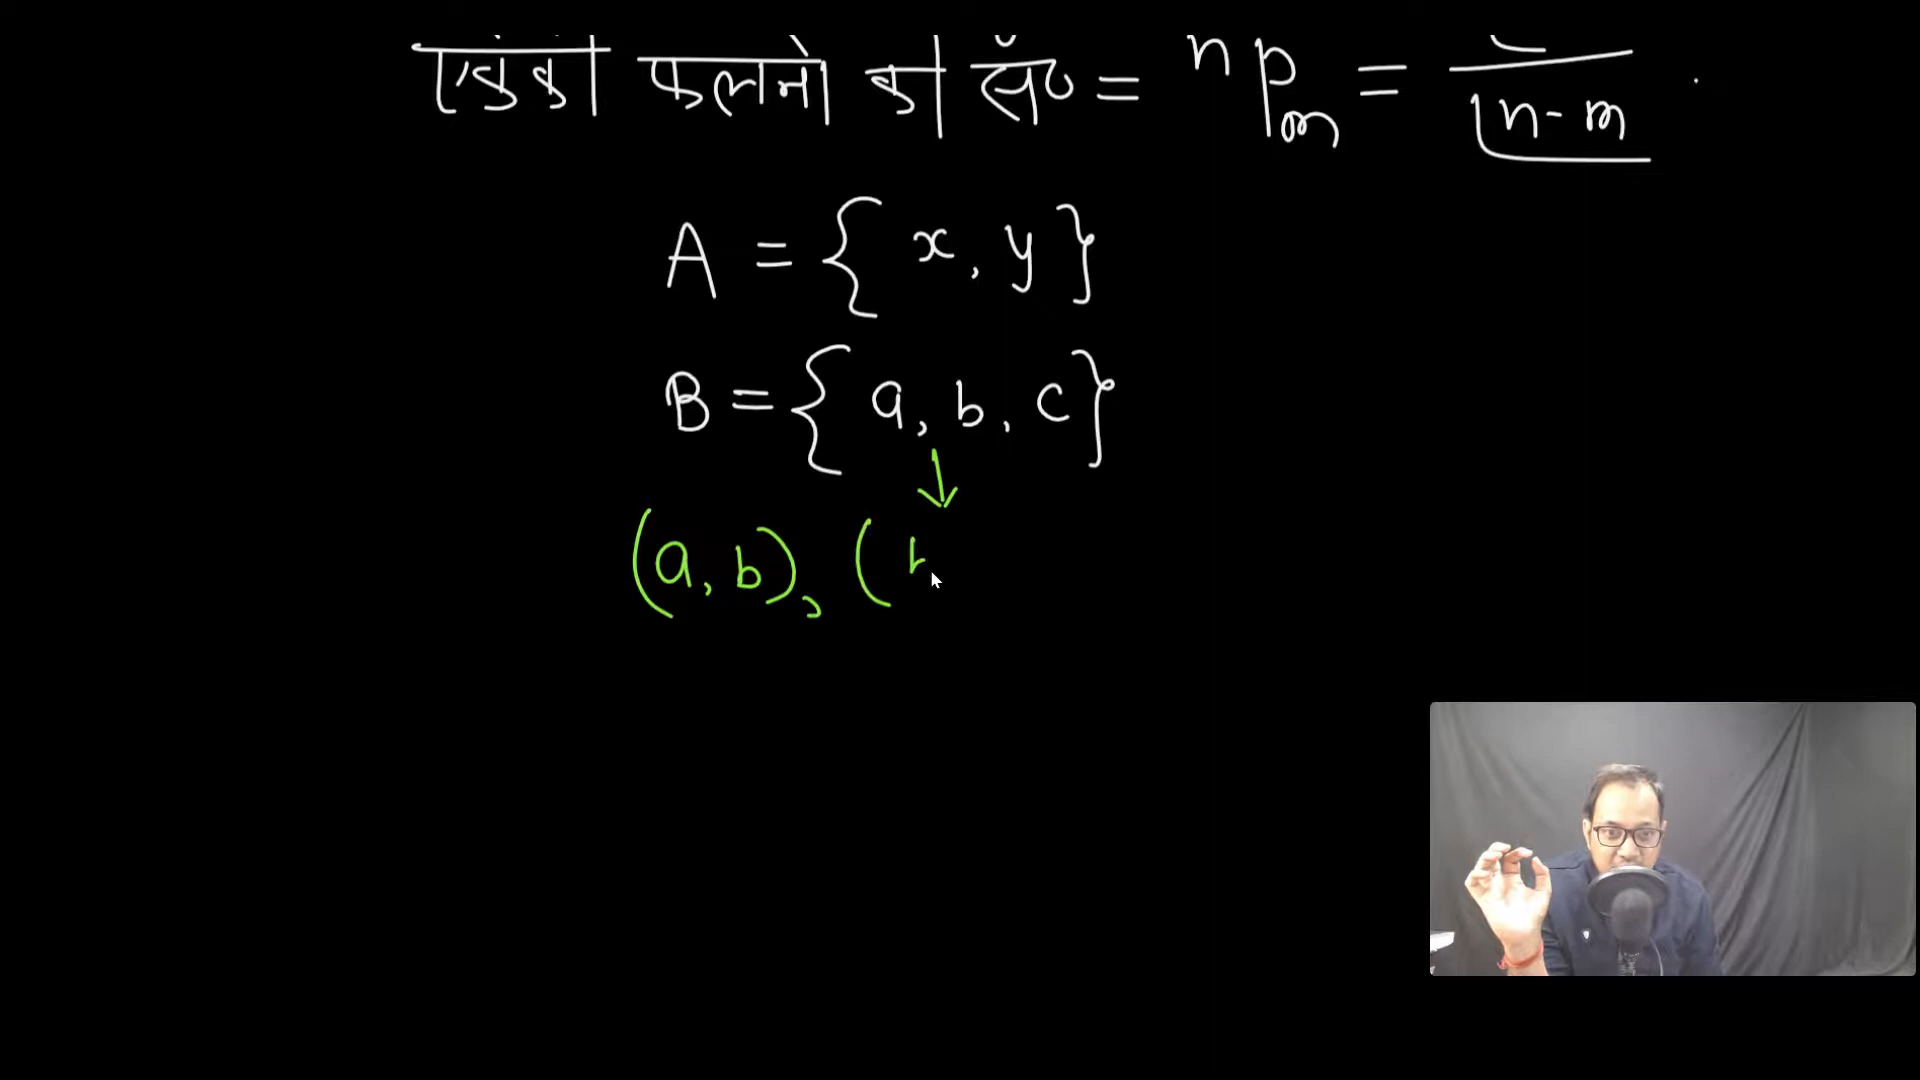 एकैकी फलनों की सं० = ⁿPₘ = / n-m
A = { x, y }
B = { a, b, c }
↓
(a, b), (